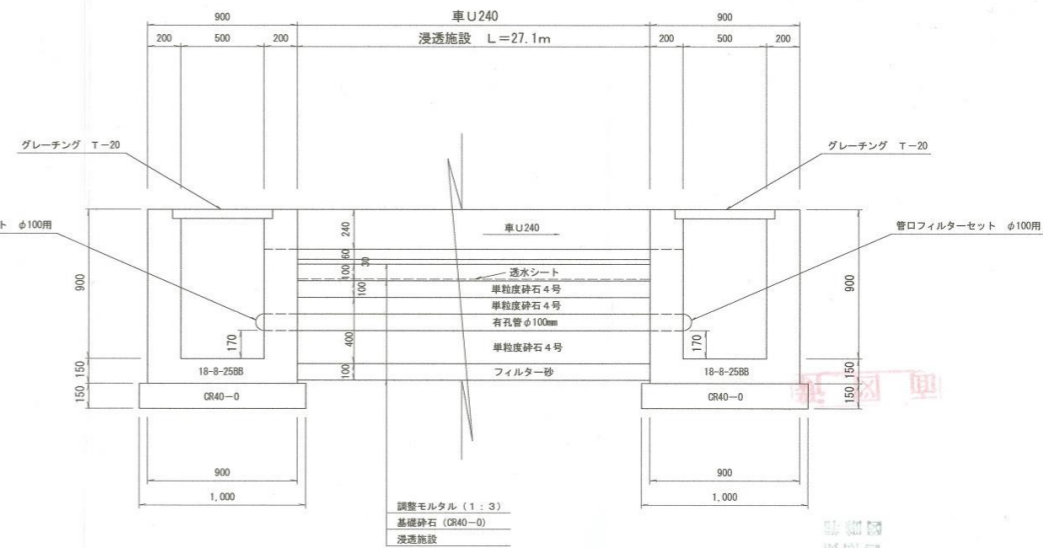 900
車U240
900
200
500
200
浸透施設 L=27.1m
200
500
200
グレーチング T-20
グレーチング T-20
240
車U240
ト φ100用
管口フィルターセット φ100用
900
60
30
100
透水シート
900
100
単粒度砕石4号
単粒度砕石4号
有孔管φ100mm
170
400
単粒度砕石4号
170
150
18-8-25BB
100
フィルター砂
18-8-25BB
150
150
CR40-0
CR40-0
150
900
900
1,000
1,000
調整モルタル(1:3)
基礎砕石(CR40-0)
浸透施設